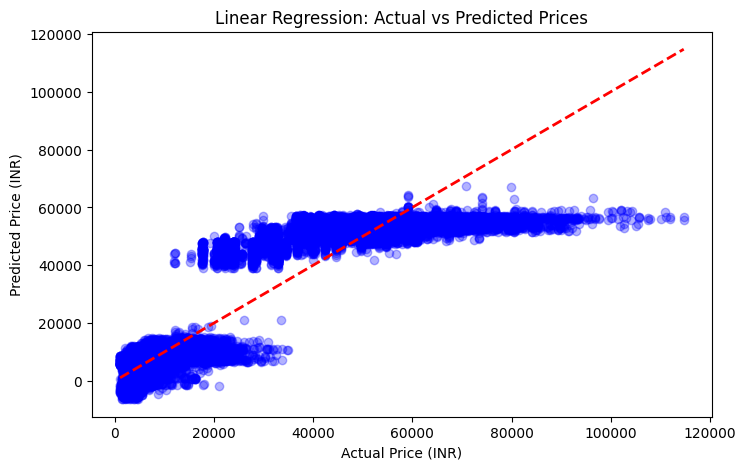 Linear Regression: Actual vs Predicted Prices
120000
100000
80000
60000
40000
20000
0
Predicted Price (INR)
0 20000 40000 60000 80000 100000 120000
Actual Price (INR)